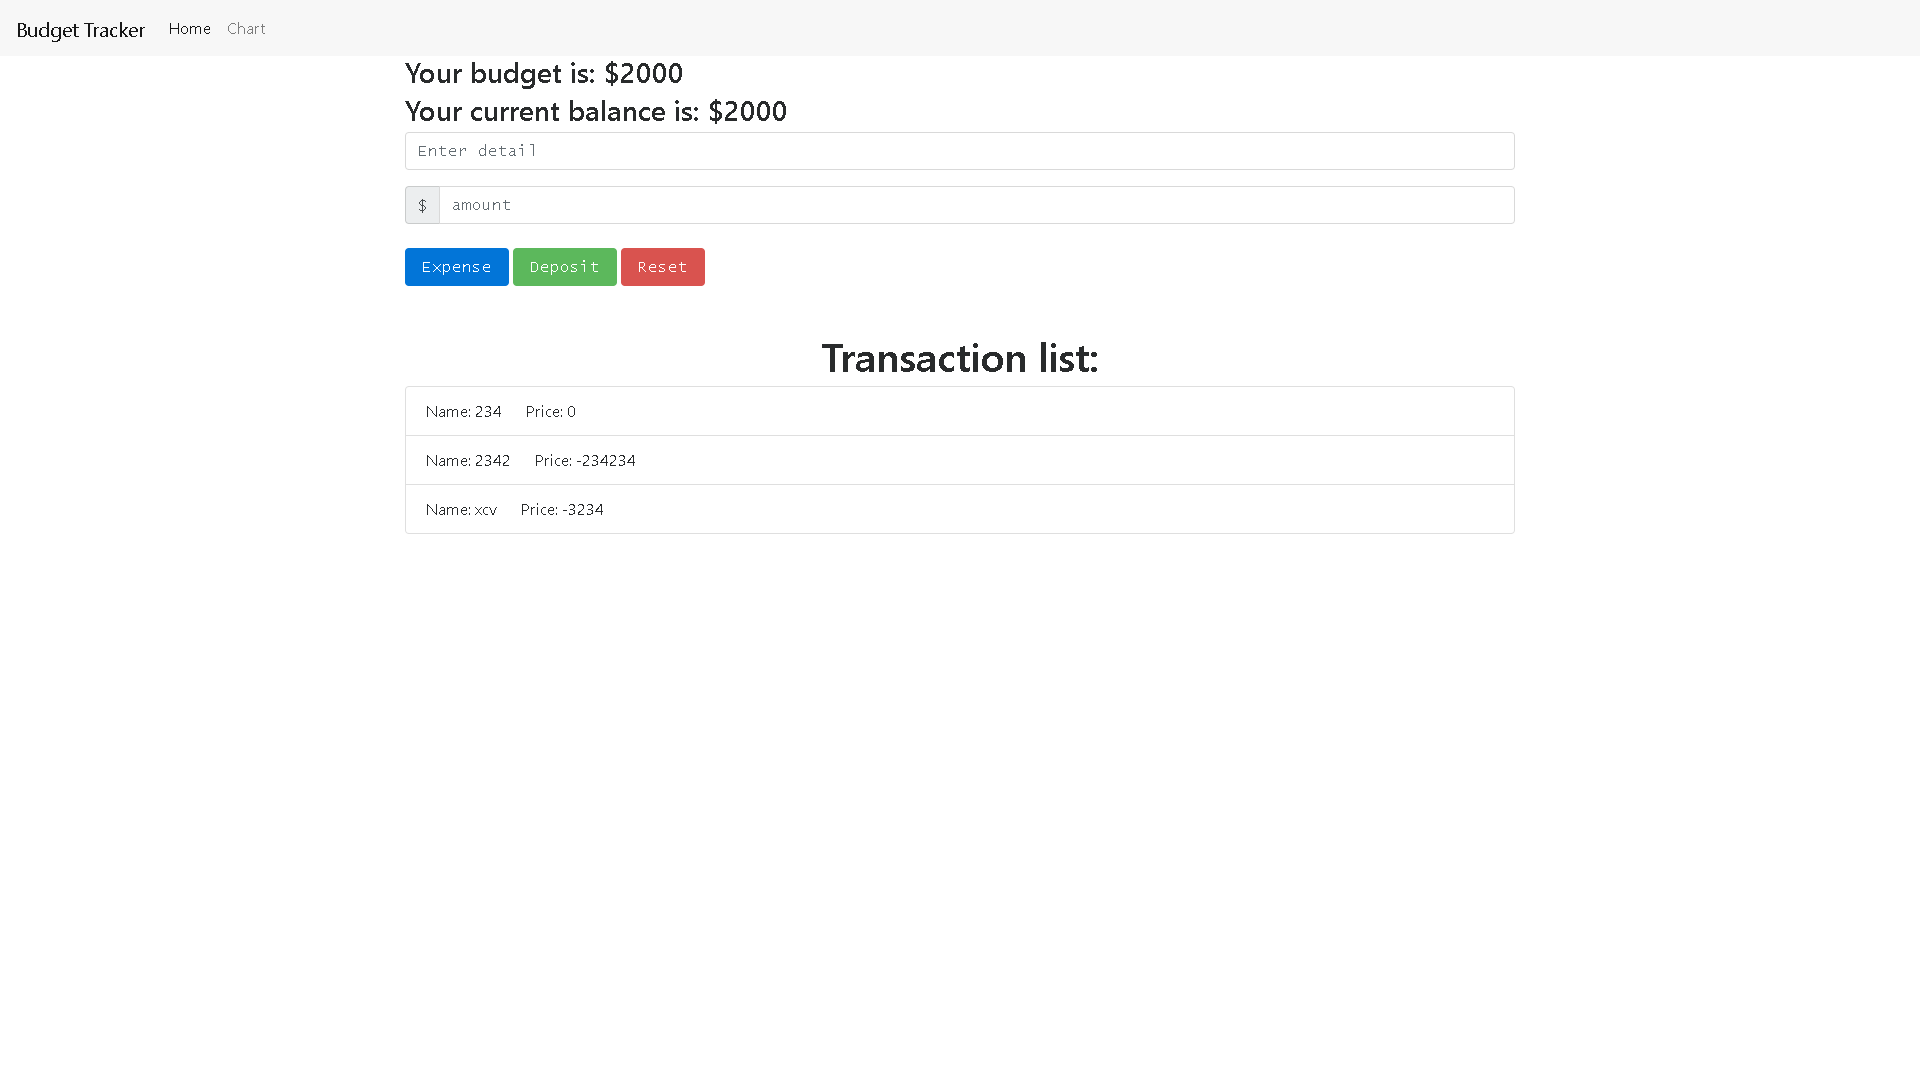 Budget Tracker Home Chart
Your budget is: $2000
Your current balance is: $2000
Enter detail
$ amount
Expense Deposit Reset
Transaction list:
Name: 234 Price: 0
Name: 2342 Price: -234234
Name: xcv Price: -3234